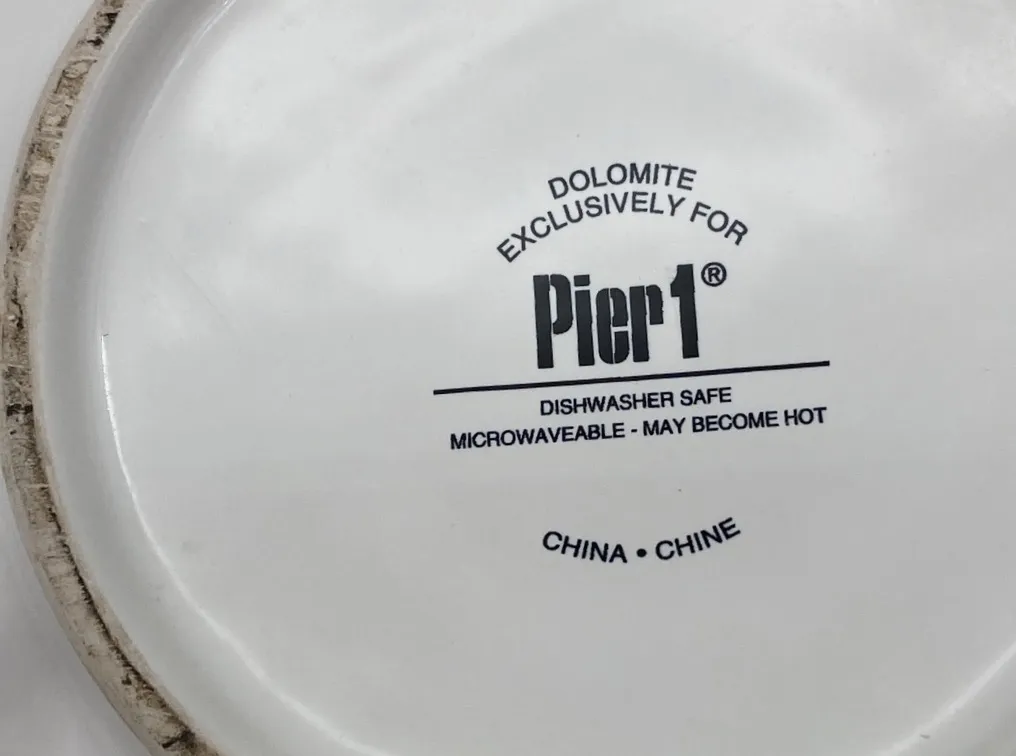 DOLOMITE
EXCLUSIVELY FOR
Pier 1®
DISHWASHER SAFE
MICROWAVEABLE - MAY BECOME HOT
CHINA • CHINE